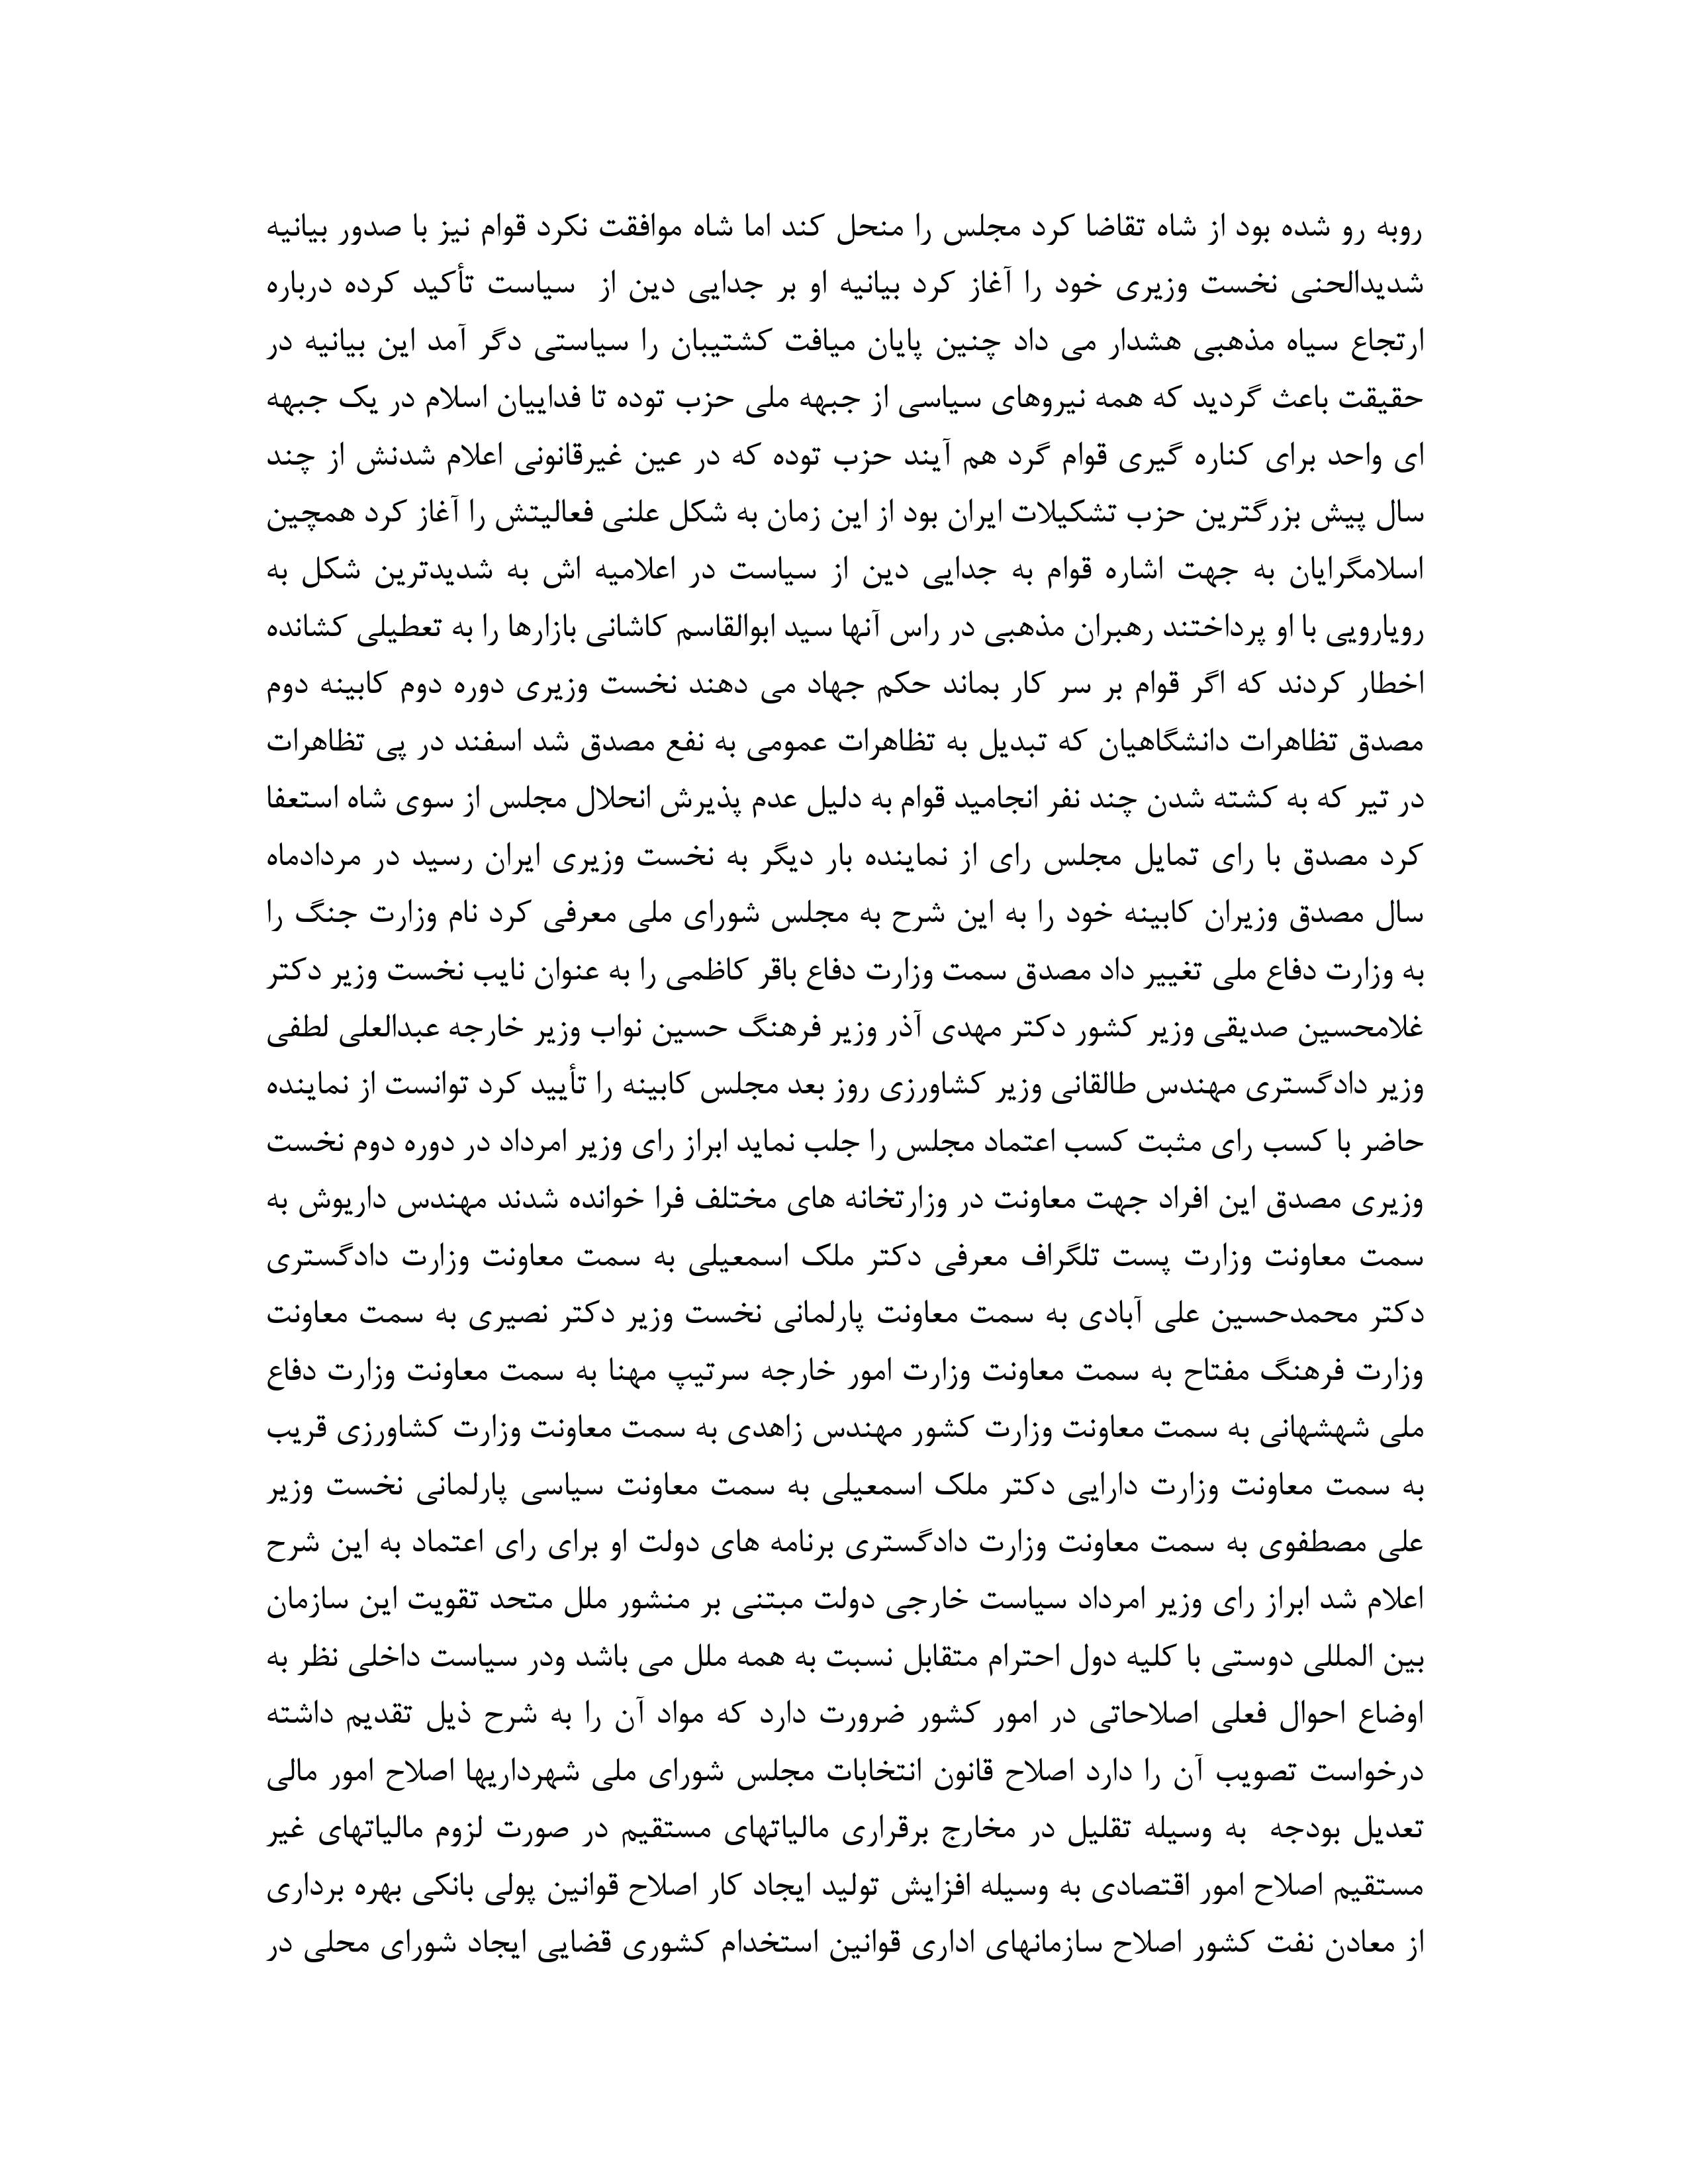 روبه رو شده بود از شاه تقاضا کرد مجلس را منحل کند اما شاه موافقت نکرد قوام نیز با صدور بیانیه
شدیدالحنی نخست وزیری خود را آغاز کرد بیانیه او بر جدایی دین از  سیاست تأکید کرده درباره
ارتجاع سیاه مذهبی هشدار می داد چنین پایان میافت کشتیبان را سیاستی دگر آمد این بیانیه در
حقیقت باعث گردید که همه نیروهای سیاسی از جبهه ملی حزب توده تا فداییان اسلام در یک جبهه
ای واحد برای کناره گیری قوام گرد هم آیند حزب توده که در عین غیرقانونی اعلام شدنش از چند
سال پیش بزرگترین حزب تشکیلات ایران بود از این زمان به شکل علنی فعالیتش را آغاز کرد همچین
اسلامگرایان به جهت اشاره قوام به جدایی دین از سیاست در اعلامیه اش به شدیدترین شکل به
رویارویی با او پرداختند رهبران مذهبی در راس آنها سید ابوالقاسم کاشانی بازارها را به تعطیلی کشانده
اخطار کردند که اگر قوام بر سر کار بماند حکم جهاد می دهند نخست وزیری دوره دوم کابینه دوم
مصدق تظاهرات دانشگاهیان که تبدیل به تظاهرات عمومی به نفع مصدق شد اسفند در پی تظاهرات
در تیر که به کشته شدن چند نفر انجامید قوام به دلیل عدم پذیرش انحلال مجلس از سوی شاه استعفا
کرد مصدق با رای تمایل مجلس رای از نماینده بار دیگر به نخست وزیری ایران رسید در مردادماه
سال مصدق وزیران کابینه خود را به این شرح به مجلس شورای ملی معرفی کرد نام وزارت جنگ را
به وزارت دفاع ملی تغییر داد مصدق سمت وزارت دفاع باقر کاظمی را به عنوان نایب نخست وزیر دکتر
غلامحسین صدیقی وزیر کشور دکتر مهدی آذر وزیر فرهنگ حسین نواب وزیر خارجه عبدالعلی لطفی
وزیر دادگستری مهندس طالقانی وزیر کشاورزی روز بعد مجلس کابینه را تأیید کرد توانست از نماینده
حاضر با کسب رای مثبت کسب اعتماد مجلس را جلب نماید ابراز رای وزیر امرداد در دوره دوم نخست
وزیری مصدق این افراد جهت معاونت در وزارتخانه های مختلف فرا خوانده شدند مهندس داریوش به
سمت معاونت وزارت پست تلگراف معرفی دکتر ملک اسمعیلی به سمت معاونت وزارت دادگستری
دکتر محمدحسین علی آبادی به سمت معاونت پارلمانی نخست وزیر دکتر نصیری به سمت معاونت
وزارت فرهنگ مفتاح به سمت معاونت وزارت امور خارجه سرتیپ مهنا به سمت معاونت وزارت دفاع
ملی شهشهانی به سمت معاونت وزارت کشور مهندس زاهدی به سمت معاونت وزارت کشاورزی قریب
به سمت معاونت وزارت دارایی دکتر ملک اسمعیلی به سمت معاونت سیاسی پارلمانی نخست وزیر
علی مصطفوی به سمت معاونت وزارت دادگستری برنامه های دولت او برای رای اعتماد به این شرح
اعلام شد ابراز رای وزیر امرداد سیاست خارجی دولت مبتنی بر منشور ملل متحد تقویت این سازمان
بین المللی دوستی با کلیه دول احترام متقابل نسبت به همه ملل می باشد ودر سیاست داخلی نظر به
اوضاع احوال فعلی اصلاحاتی در امور کشور ضرورت دارد که مواد آن را به شرح ذیل تقدیم داشته
درخواست تصویب آن را دارد اصلاح قانون انتخابات مجلس شورای ملی شهرداریها اصلاح امور مالی
تعدیل بودجه  به وسیله تقلیل در مخارج برقراری مالیاتهای مستقیم در صورت لزوم مالیاتهای غیر
مستقیم اصلاح امور اقتصادی به وسیله افزایش تولید ایجاد کار اصلاح قوانین پولی بانکی بهره برداری
از معادن نفت کشور اصلاح سازمانهای اداری قوانین استخدام کشوری قضایی ایجاد شورای محلی در